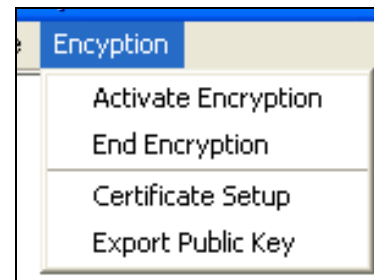 Encyption
Activate Encryption
End Encryption
Certificate Setup
Export Public Key